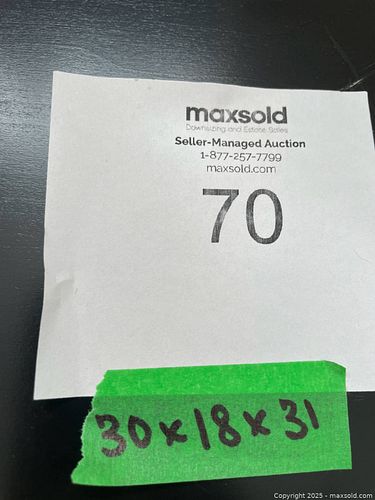 maxsold
Downsizing and Estate Sales
Seller-Managed Auction
1-877-257-7799
maxsold.com
70
30x18x31
Copyright 2025 - maxsold.com